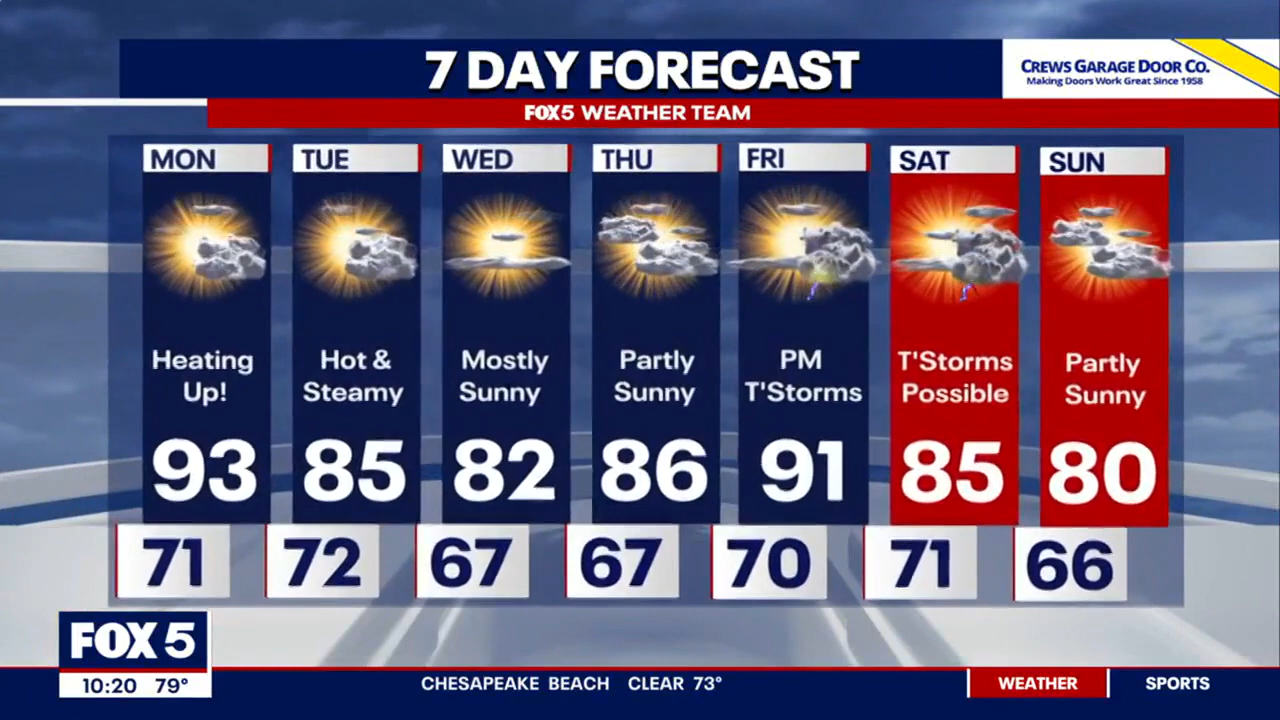 7 DAY FORECAST
CREWS GARAGE DOOR CO.
Making Doors Work Great Since 1958
FOX5 WEATHER TEAM
MON TUE WED THU FRI SAT SUN
Heating Hot & Mostly Partly PM T'Storms Partly
Up! Steamy Sunny Sunny T'Storms Possible Sunny
93 85 82 86 91 85 80
71 72 67 67 70 71 66
FOX 5
10:20 79° CHESAPEAKE BEACH CLEAR 73° WEATHER SPORTS